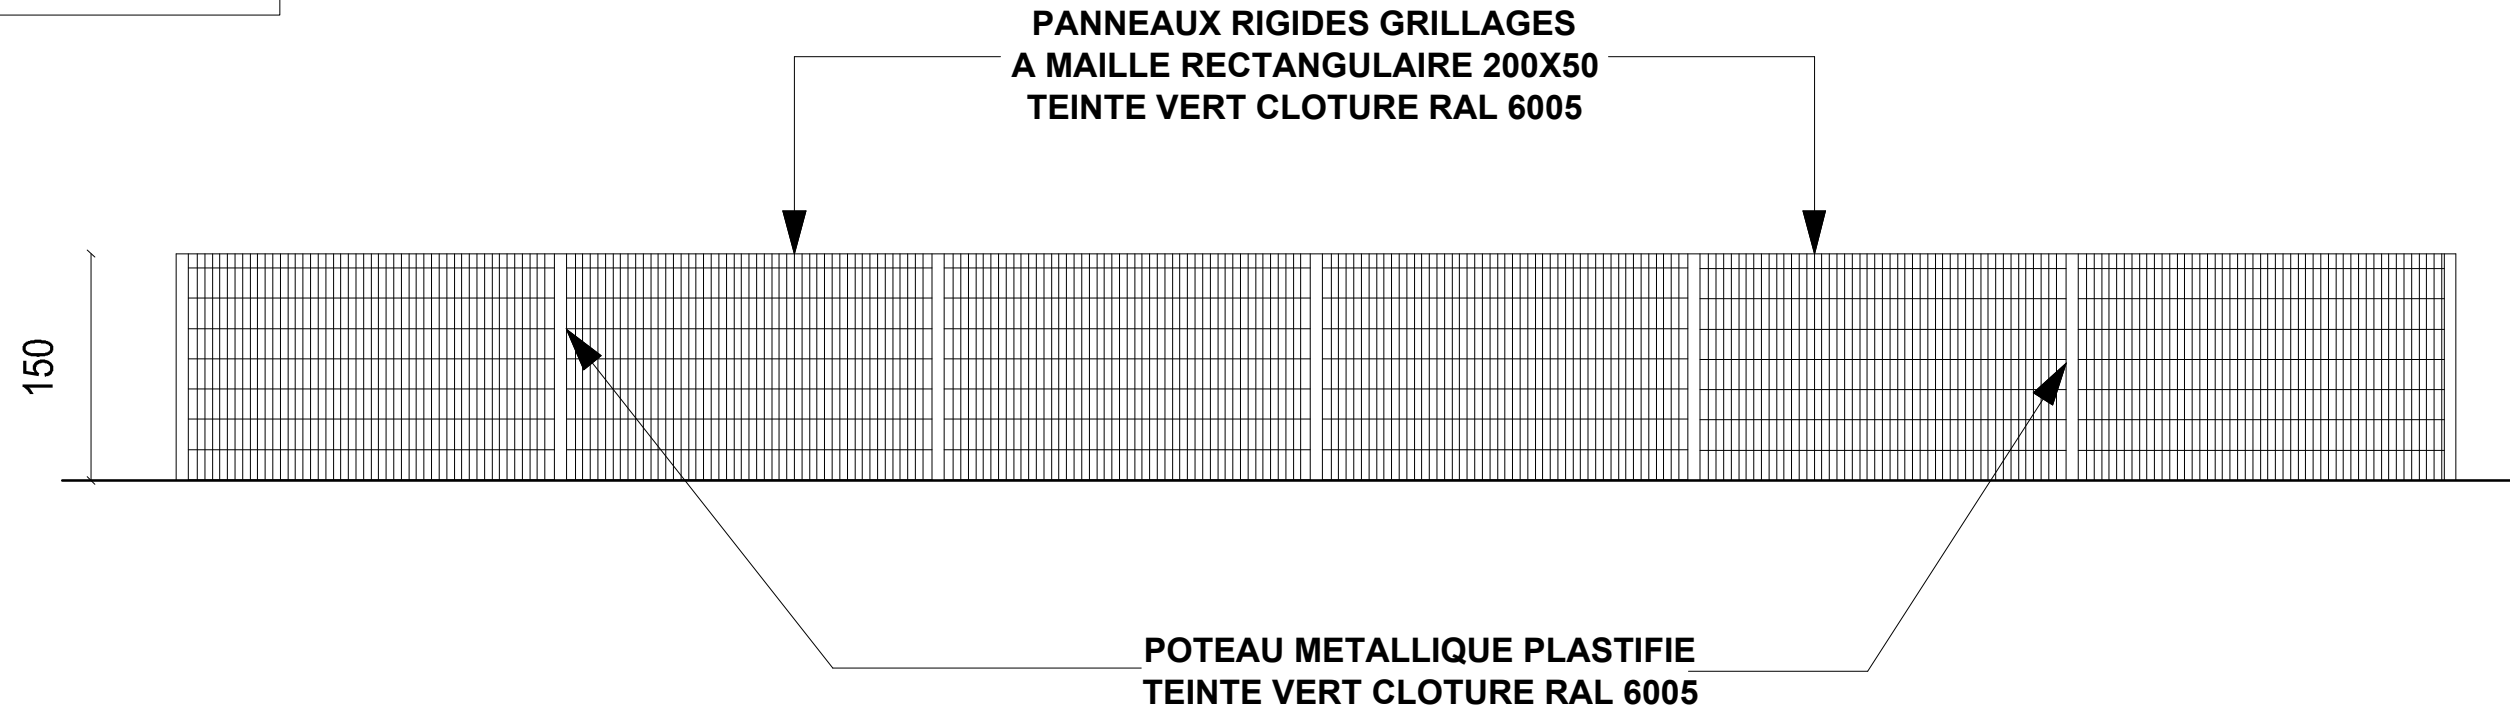 PANNEAUX RIGIDES GRILLAGES
A MAILLE RECTANGULAIRE 200X50
TEINTE VERT CLOTURE RAL 6005
150
POTEAU METALLIQUE PLASTIFIE
TEINTE VERT CLOTURE RAL 6005